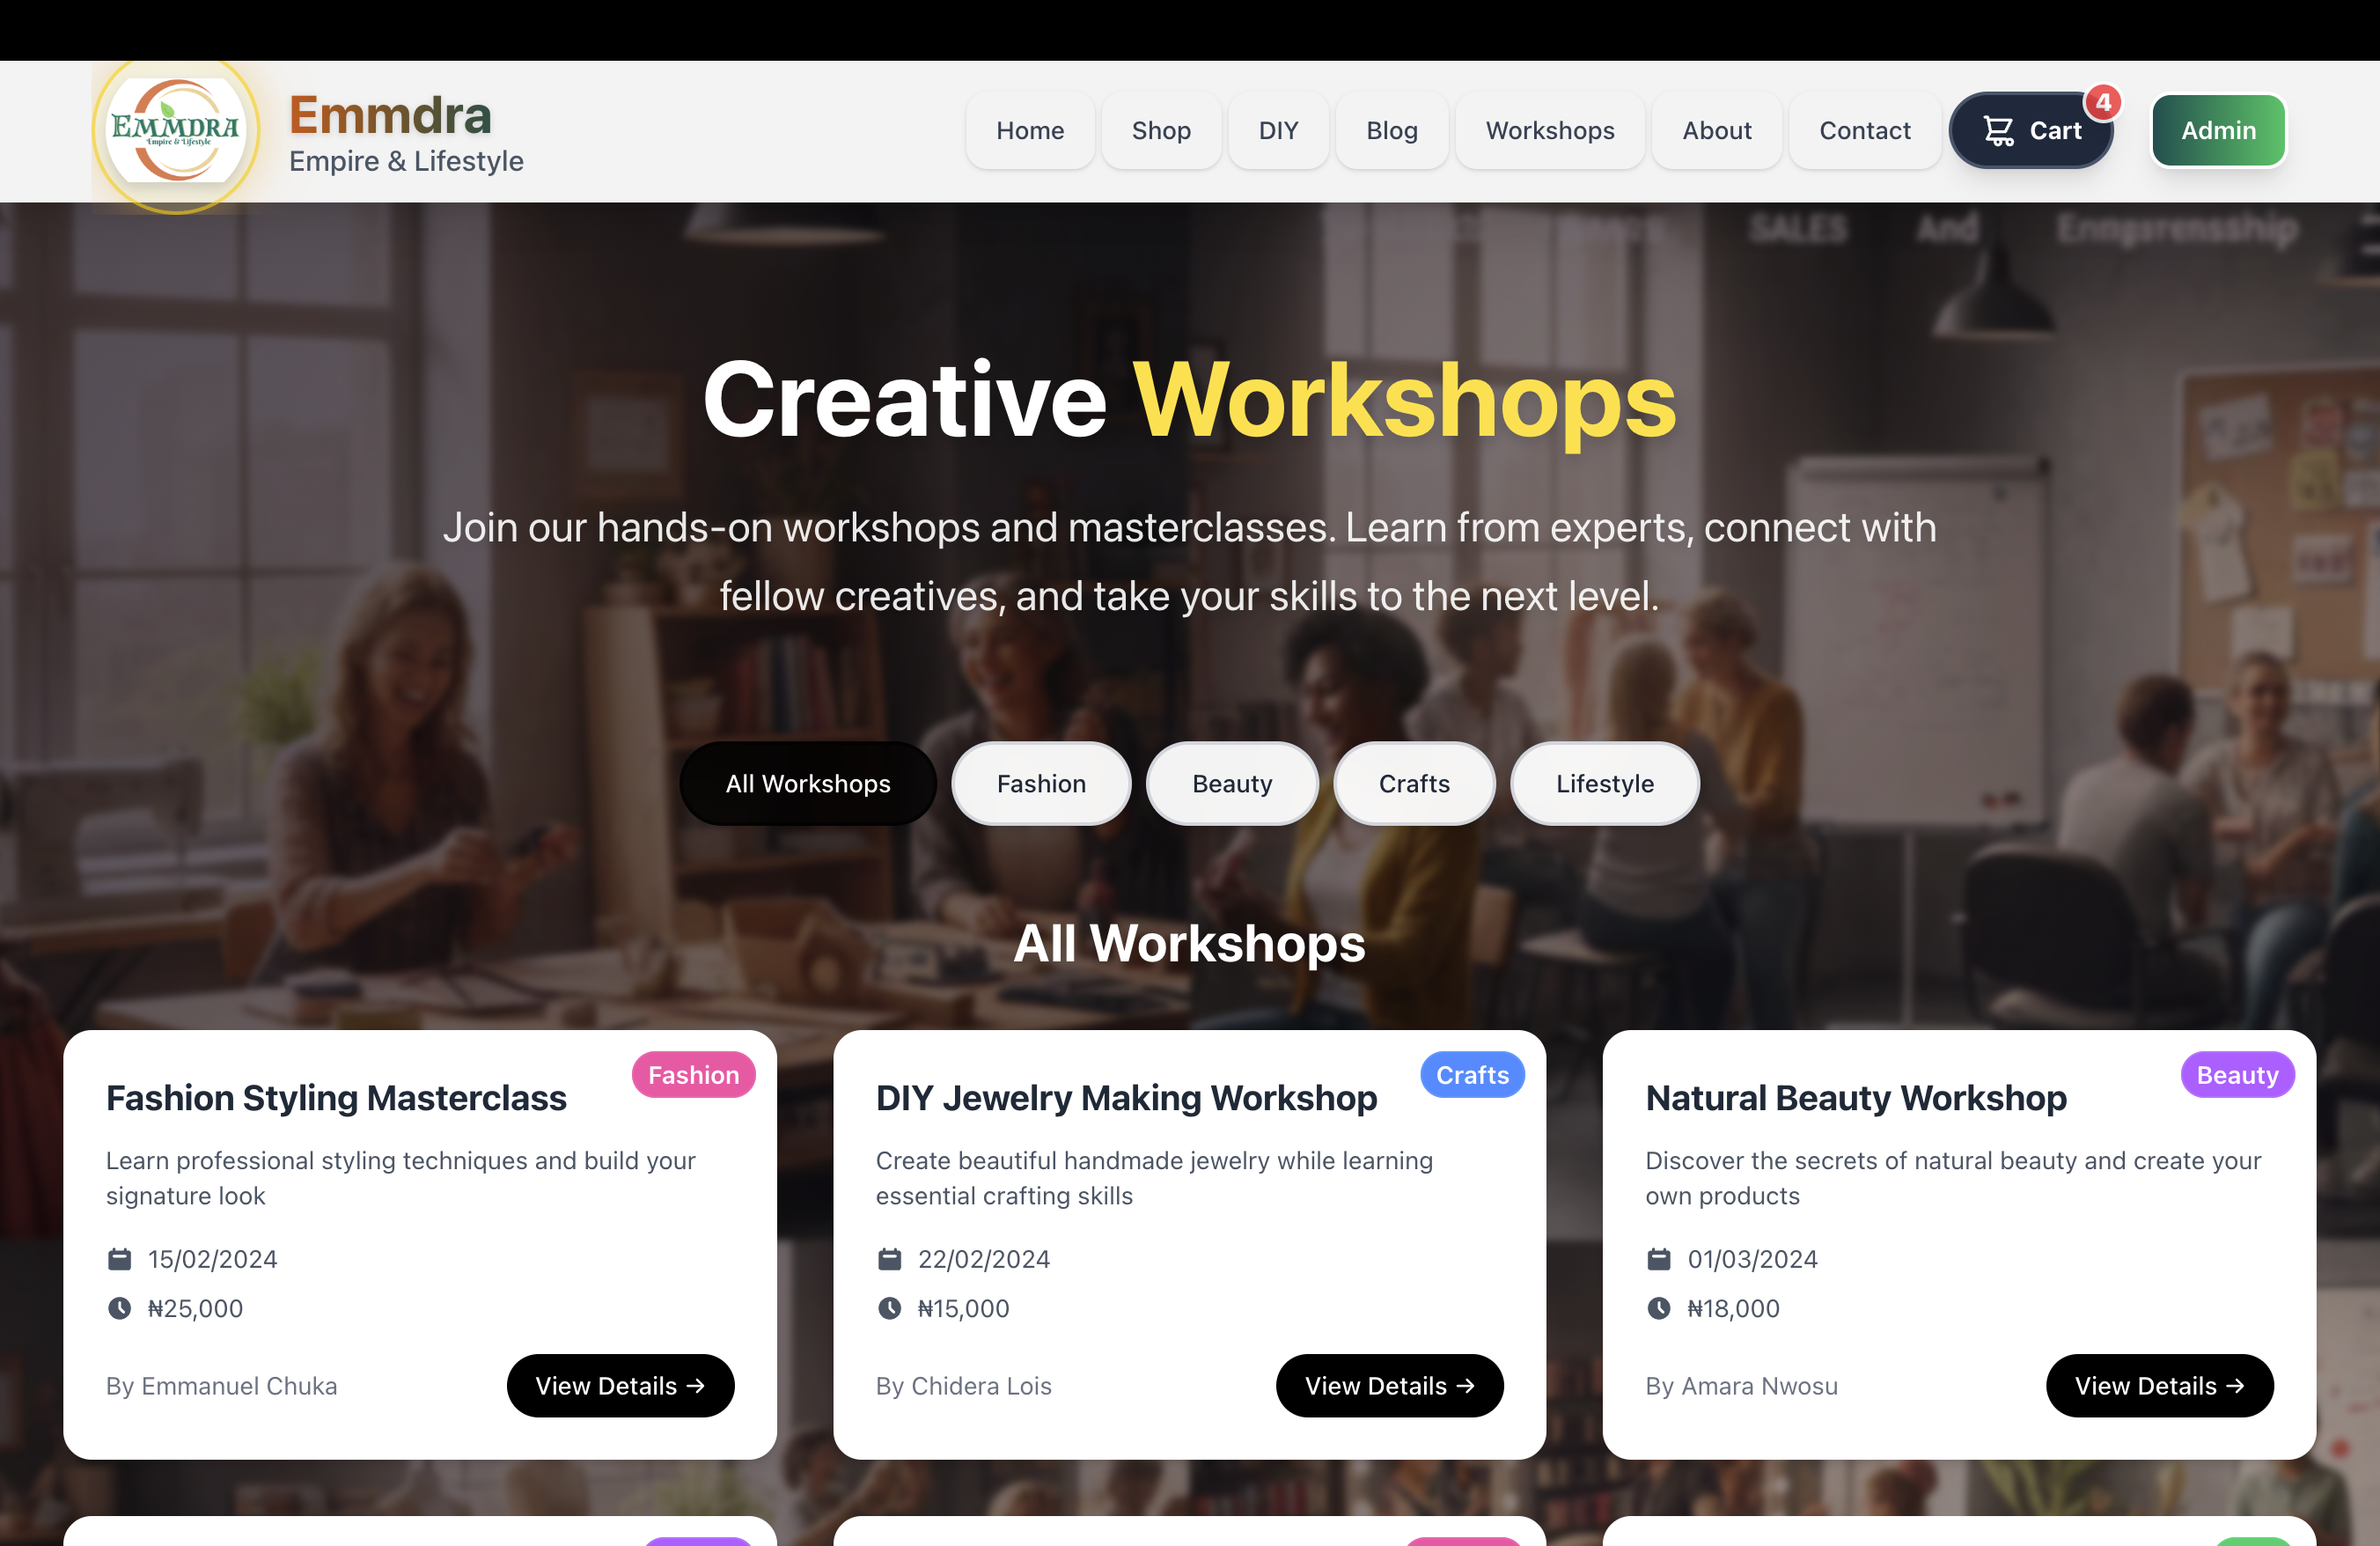 EMMDRA
Empire & Lifestyle
Emmdra
Empire & Lifestyle
Home
Shop
DIY
Blog
Workshops
About
Contact
Cart
4
Admin
SALES And Enngrensship
Creative Workshops
Join our hands-on workshops and masterclasses. Learn from experts, connect with
fellow creatives, and take your skills to the next level.
All Workshops
Fashion
Beauty
Crafts
Lifestyle
All Workshops
Fashion
Fashion Styling Masterclass
Learn professional styling techniques and build your
signature look
15/02/2024
₦25,000
By Emmanuel Chuka
View Details →
Crafts
DIY Jewelry Making Workshop
Create beautiful handmade jewelry while learning
essential crafting skills
22/02/2024
₦15,000
By Chidera Lois
View Details →
Beauty
Natural Beauty Workshop
Discover the secrets of natural beauty and create your
own products
01/03/2024
₦18,000
By Amara Nwosu
View Details →